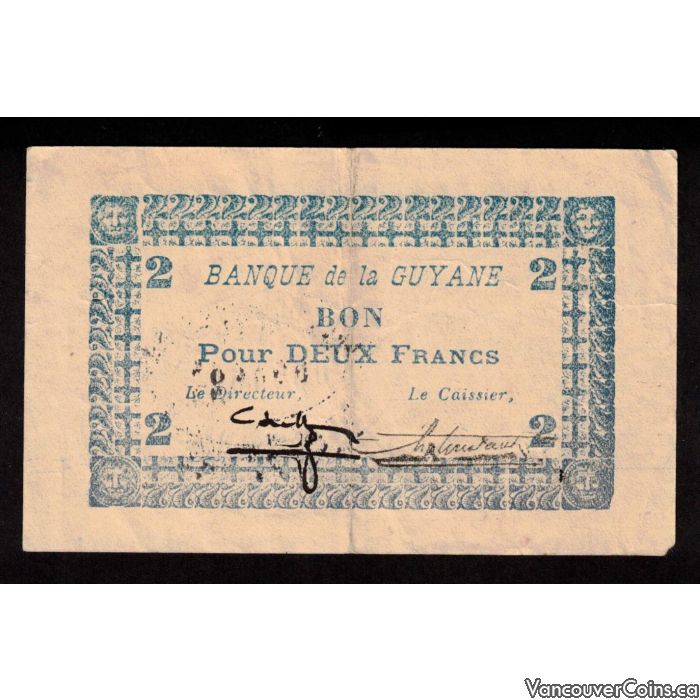 2 BANQUE de la GUYANE 2
BON
POUR DEUX FRANCS
Le Directeur, Le Caissier,
2 2
VancouverCoins.ca